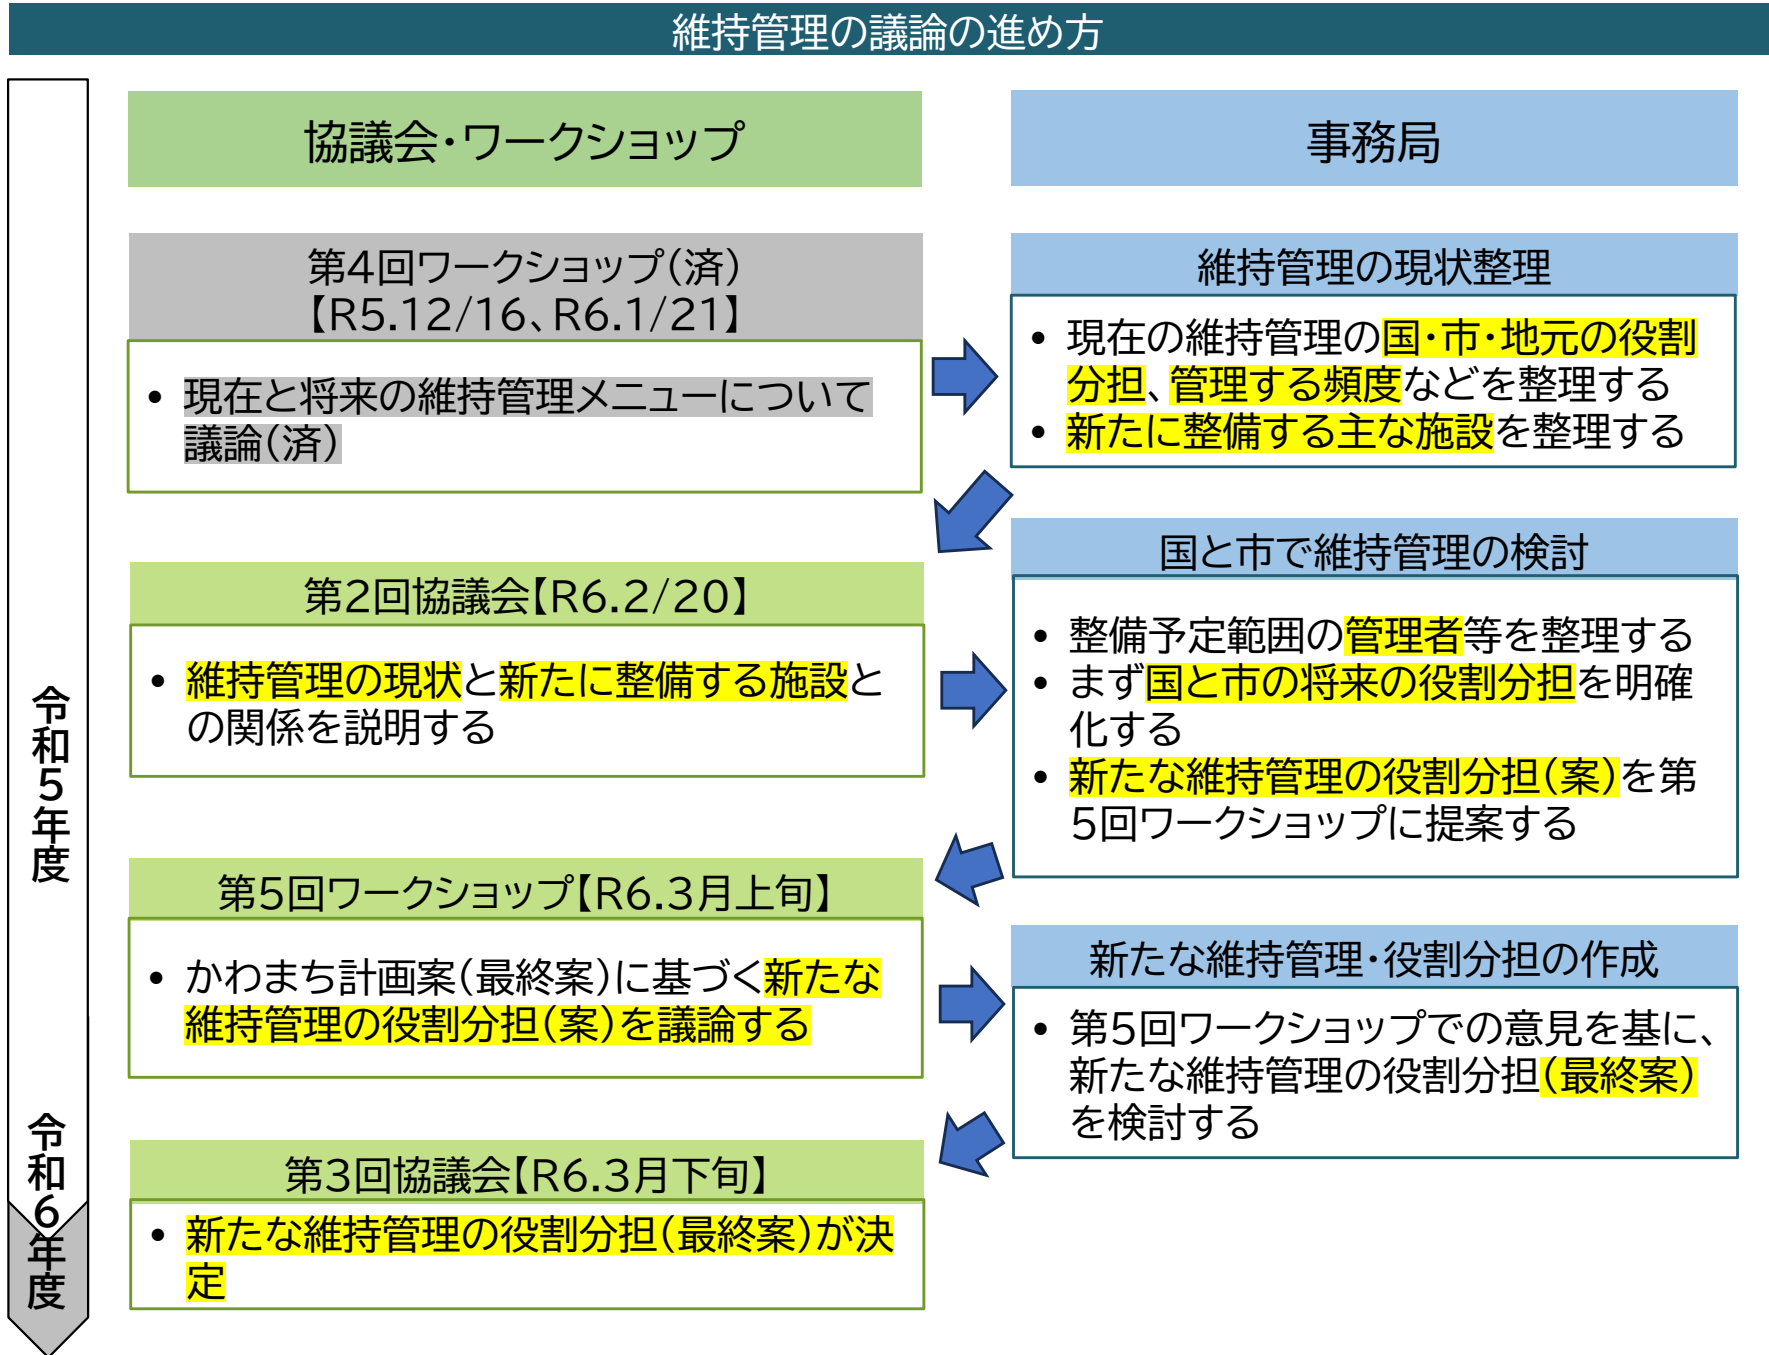 維持管理の議論の進め方
協議会・ワークショップ
事務局
第4回ワークショップ(済)
【R5.12/16、R6.1/21】
• 現在と将来の維持管理メニューについて
議論(済)
維持管理の現状整理
• 現在の維持管理の国・市・地元の役割
分担、管理する頻度などを整理する
• 新たに整備する主な施設を整理する
第2回協議会【R6.2/20】
• 維持管理の現状と新たに整備する施設と
の関係を説明する
国と市で維持管理の検討
• 整備予定範囲の管理者等を整理する
• まず国と市の将来の役割分担を明確
化する
• 新たな維持管理の役割分担(案)を第
5回ワークショップに提案する
第5回ワークショップ【R6.3月上旬】
• かわまち計画案(最終案)に基づく新たな
維持管理の役割分担(案)を議論する
新たな維持管理・役割分担の作成
• 第5回ワークショップでの意見を基に、
新たな維持管理の役割分担(最終案)
を検討する
第3回協議会【R6.3月下旬】
• 新たな維持管理の役割分担(最終案)が決
定
令和5年度
令和6年度